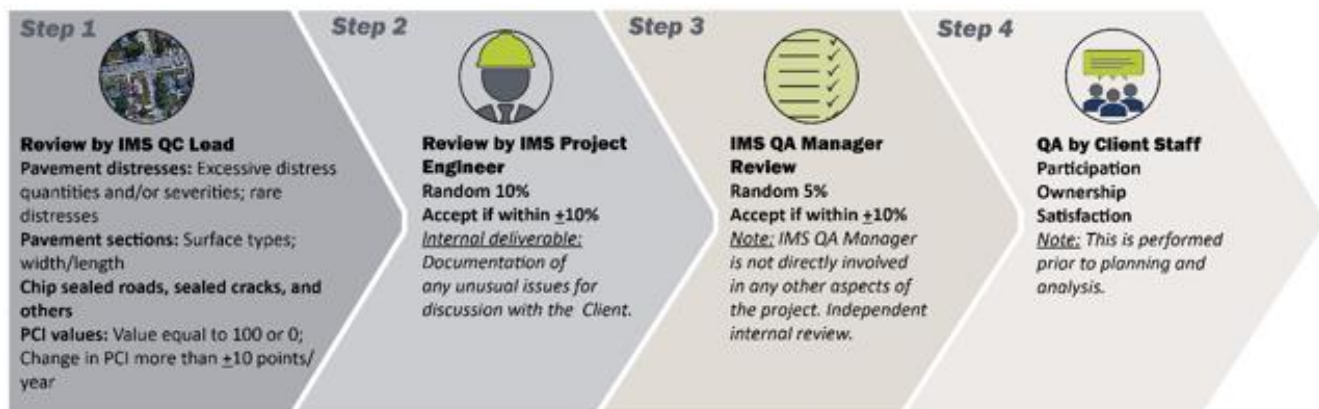 Step 1
Review by IMS QC Lead
Pavement distresses: Excessive distress
quantities and/or severities; rare
distresses
Pavement sections: Surface types;
width/length
Chip sealed roads, sealed cracks, and
others
PCI values: Value equal to 100 or 0;
Change in PCI more than ±10 points/
year
Step 2
Review by IMS Project
Engineer
Random 10%
Accept if within ±10%
Internal deliverable:
Documentation of
any unusual issues for
discussion with the Client.
Step 3
IMS QA Manager
Review
Random 5%
Accept if within ±10%
Note: IMS QA Manager
is not directly involved
in any other aspects of
the project. Independent
internal review.
Step 4
QA by Client Staff
Participation
Ownership
Satisfaction
Note: This is performed
prior to planning and
analysis.